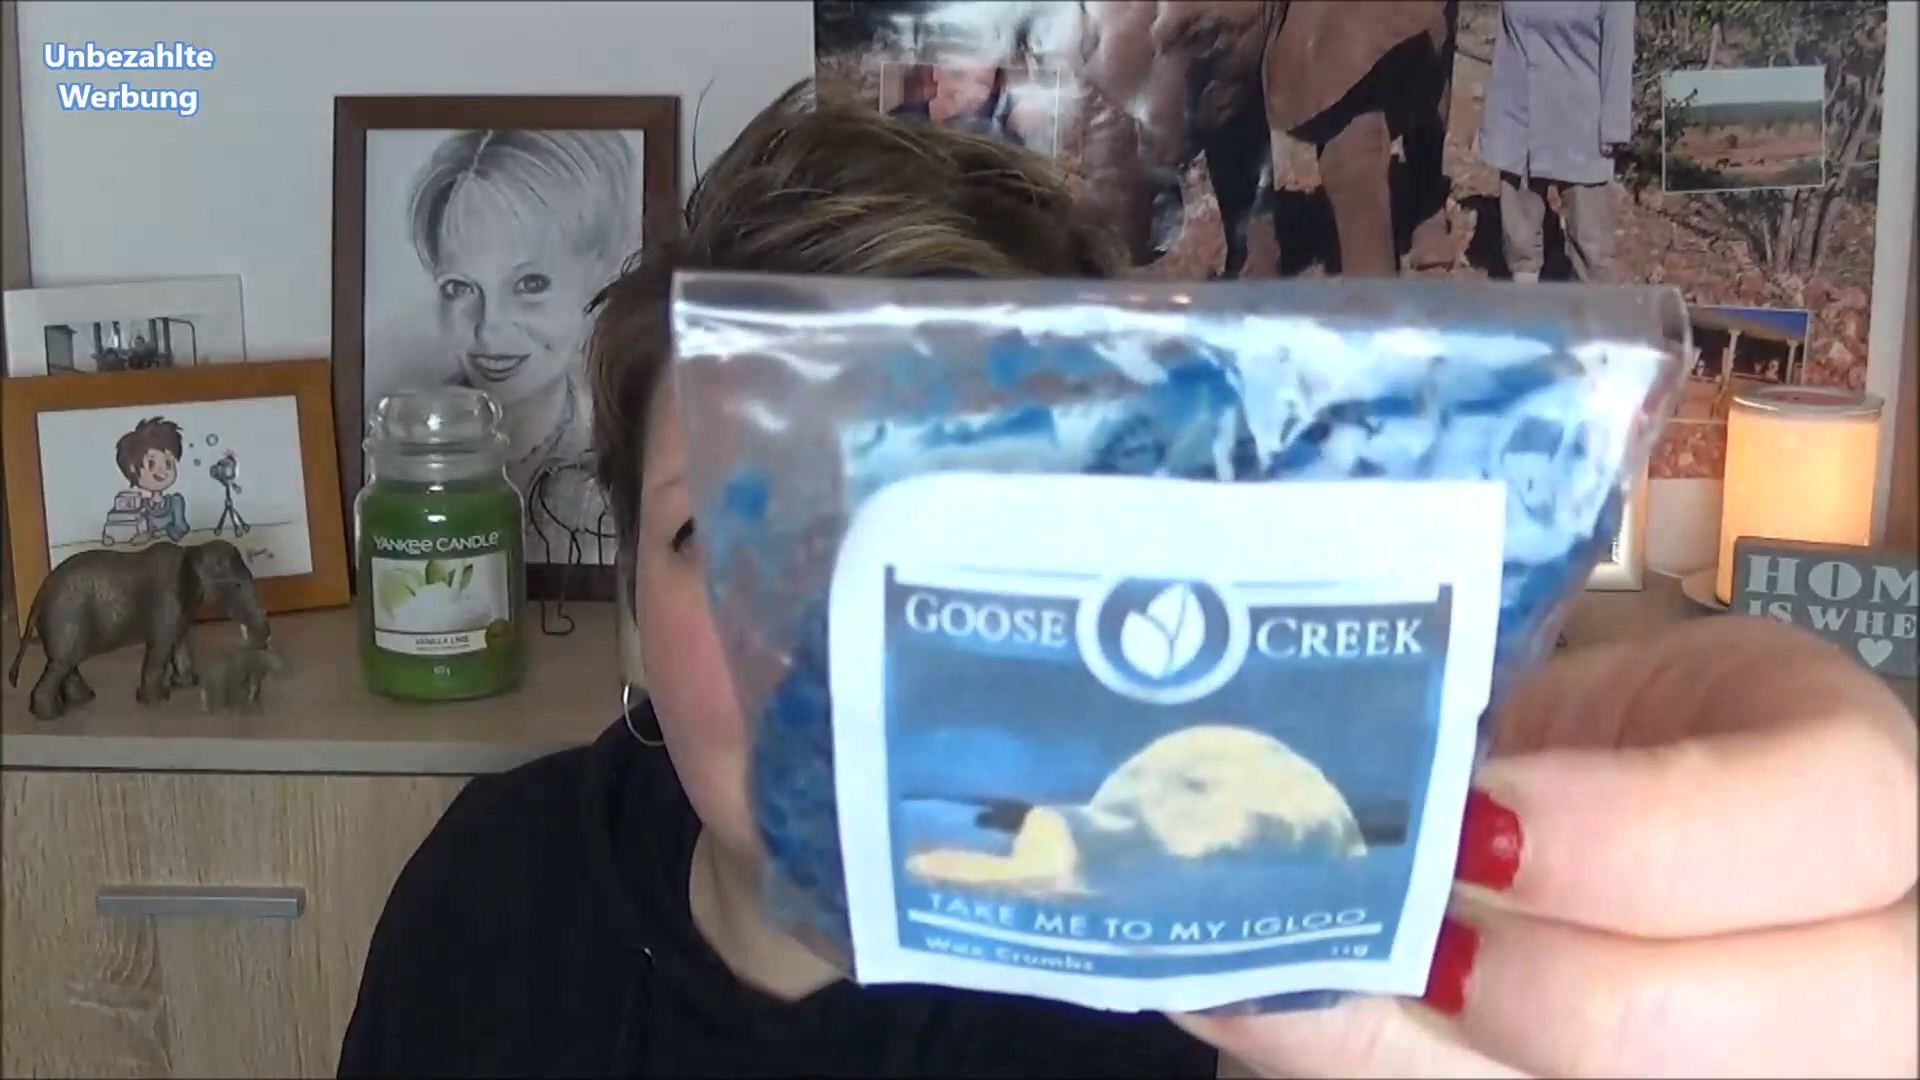 Unbezahlte
Werbung
YANKEE CANDLE
VANILLA LIME
GOOSE CREEK
TAKE ME TO MY IGLOO
Wax Crumbs
HOM
IS WHE